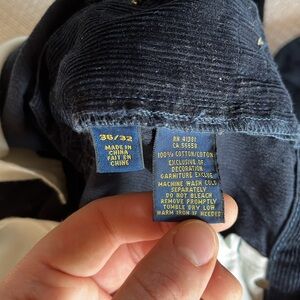 36/32
MADE IN
CHINA
FAIT EN
CHINE
RN 41381
CA 56658
100% COTTON/COTON
EXCLUSIVE OF
DECORATION
GARNITURE EXCLUE
MACHINE WASH COLD
SEPARATELY
DO NOT BLEACH
REMOVE PROMPTLY
TUMBLE DRY LOW
WARM IRON IF NEEDED